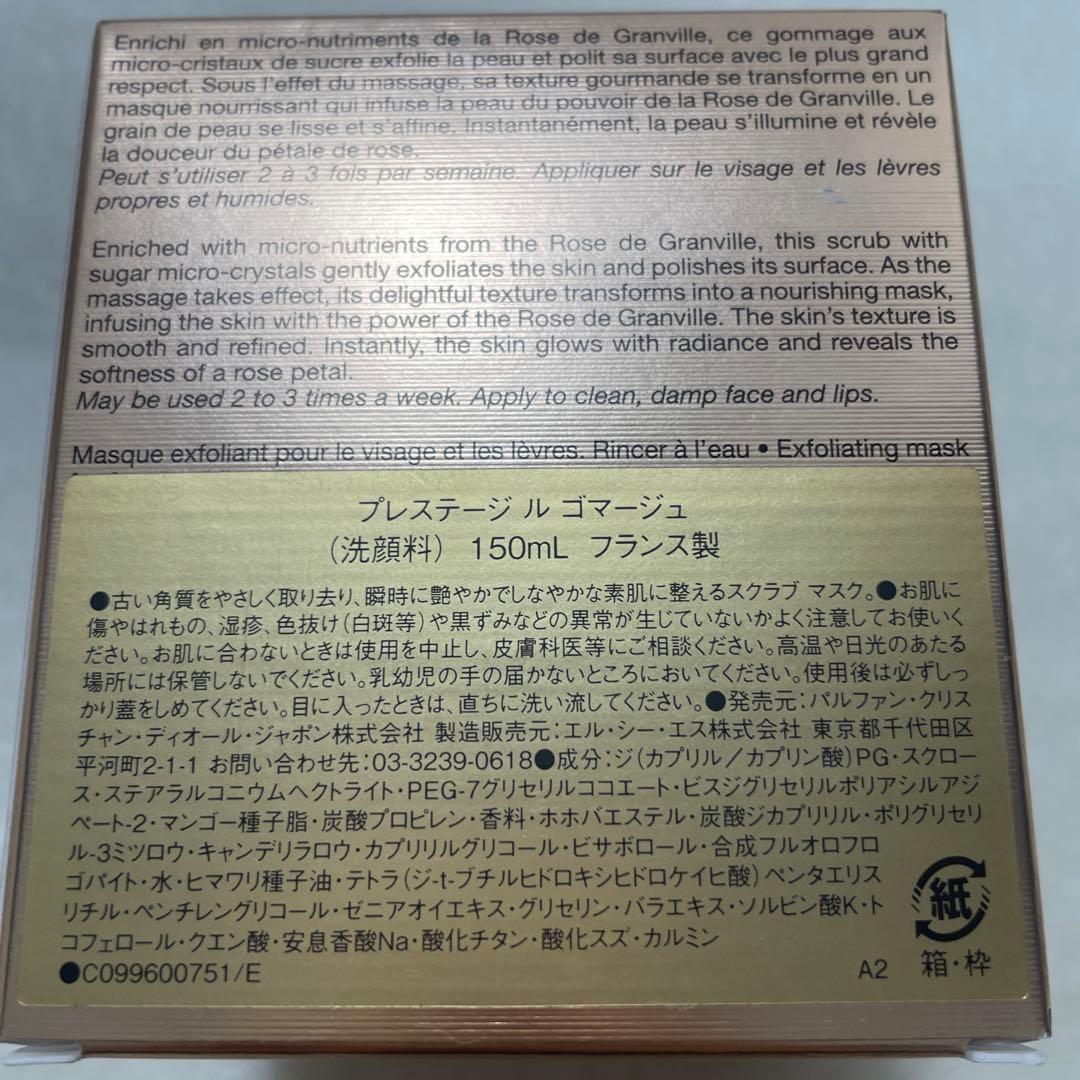 Enrichi en micro-nutriments de la Rose de Granville, ce gommage aux
micro-cristaux de sucre exfolie la peau et polit sa surface avec le plus grand
respect. Sous l'effet du massage, sa texture gourmande se transforme en un
masque nourrissant qui infuse la peau du pouvoir de la Rose de Granville. Le
grain de peau se lisse et s'affine. Instantanément, la peau s'illumine et révèle
la douceur du pétale de rose.
Peut s'utiliser 2 à 3 fois par semaine. Appliquer sur le visage et les lèvres
propres et humides.
Enriched with micro-nutrients from the Rose de Granville, this scrub with
sugar micro-crystals gently exfoliates the skin and polishes its surface. As the
massage takes effect, its delightful texture transforms into a nourishing mask,
infusing the skin with the power of the Rose de Granville. The skin's texture is
smooth and refined. Instantly, the skin glows with radiance and reveals the
softness of a rose petal.
May be used 2 to 3 times a week. Apply to clean, damp face and lips.
Masque exfoliant pour le visage et les lèvres. Rincer à l'eau • Exfoliating mask
プレステージ ル ゴマージュ
(洗顔料) 150mL フランス製
●古い角質をやさしく取り去り、瞬時に艶やかでしなやかな素肌に整えるスクラブ マスク。●お肌に
傷やはれもの、湿疹、色抜け(白斑等)や黒ずみなどの異常が生じていないかよく注意してお使いく
ださい。お肌に合わないときは使用を中止し、皮膚科医等にご相談ください。高温や日光のあたる
場所には保管しないでください。乳幼児の手の届かないところにおいてください。使用後は必ずしっ
かり蓋をしめてください。目に入ったときは、直ちに洗い流してください。●発売元:パルファン・クリス
チャン・ディオール・ジャポン株式会社 製造販売元:エル・シー・エス株式会社 東京都千代田区
平河町2-1-1 お問い合わせ先:03-3239-0618●成分:ジ(カプリル/カプリン酸)PG・スクロー
ス・ステアラルコニウムヘクトライト・PEG-7グリセリルココエート・ビスジグリセリルポリアシルアジ
ペート-2・マンゴー種子脂・炭酸プロピレン・香料・ホホバエステル・炭酸ジカプリリル・ポリグリセリ
ル-3ミツロウ・キャンデリラロウ・カプリリルグリコール・ビサボロール・合成フルオロフロ
ゴパイト・水・ヒマワリ種子油・テトラ(ジ-t-ブチルヒドロキシヒドロケイヒ酸)ペンタエリス
リチル・ペンチレングリコール・ゼニアオイエキス・グリセリン・バラエキス・ソルビン酸K・ト
コフェロール・クエン酸・安息香酸Na・酸化チタン・酸化スズ・カルミン
●C099600751/E
A2
紙
箱・枠